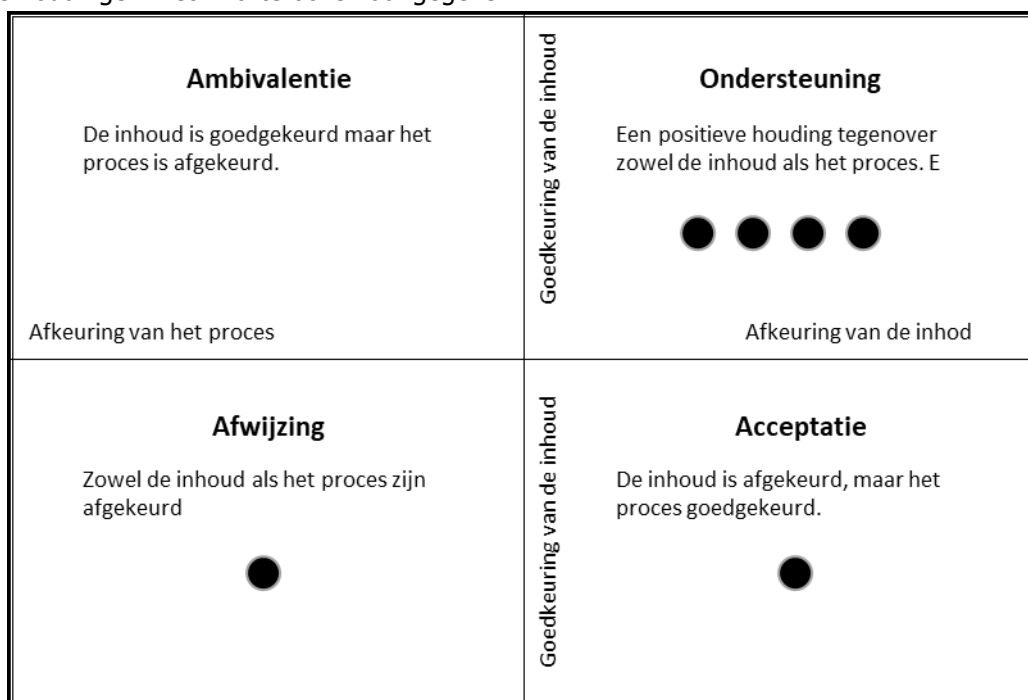 Ambivalentie
De inhoud is goedgekeurd maar het
proces is afgekeurd.
Afkeuring van het proces
Goedkeuring van de inhoud
Ondersteuning
Een positieve houding tegenover
zowel de inhoud als het proces. E
Afkeuring van de inhod
Afwijzing
Zowel de inhoud als het proces zijn
afgekeurd
Goedkeuring van de inhoud
Acceptatie
De inhoud is afgekeurd, maar het
proces goedgekeurd.